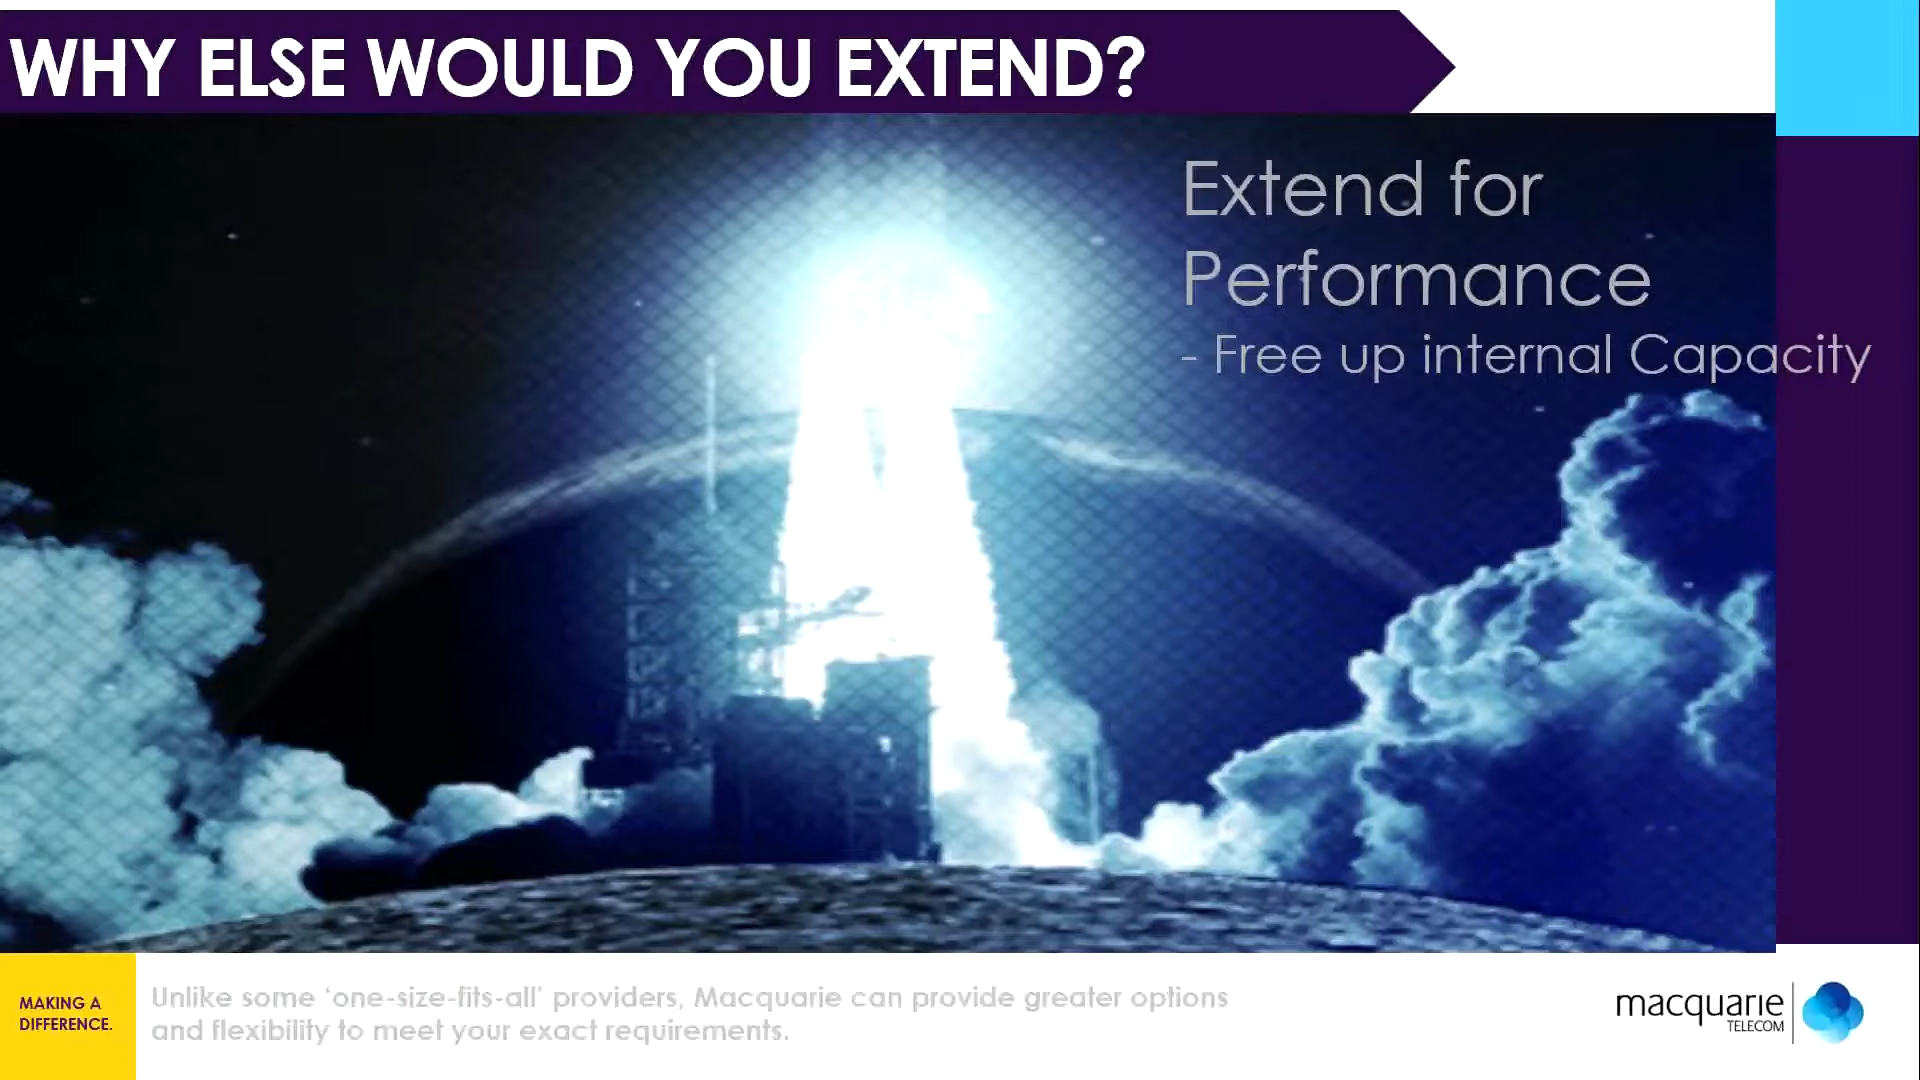 WHY ELSE WOULD YOU EXTEND?
Extend for
Performance
- Free up internal Capacity
MAKING A
DIFFERENCE.
Unlike some ‘one-size-fits-all’ providers, Macquarie can provide greater options
and flexibility to meet your exact requirements.
macquarie
TELECOM